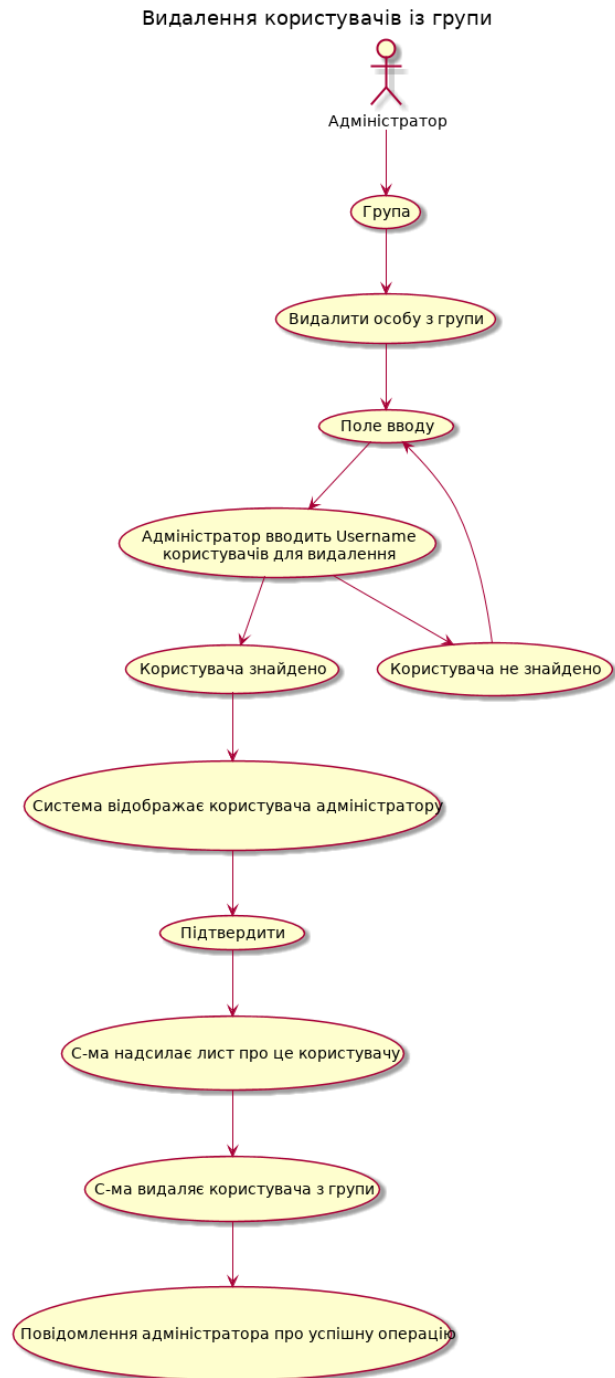 Видалення користувачів із групи
Адміністратор
Група
Видалити особу з групи
Поле вводу
Адміністратор вводить Username
користувачів для видалення
Користувача знайдено
Користувача не знайдено
Система відображає користувача адміністратору
Підтвердити
С-ма надсилає лист про це користувачу
С-ма видаляє користувача з групи
Повідомлення адміністратора про успішну операцію